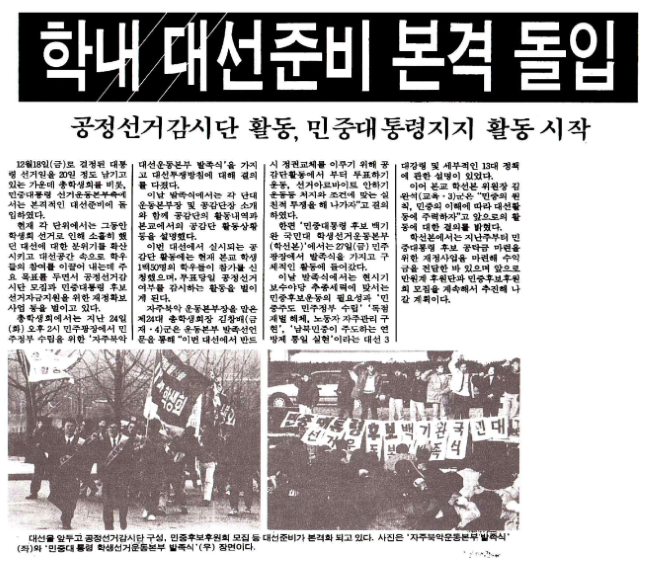 학내 대선준비 본격 돌입
공정선거감시단 활동, 민중대통령지지 활동 시작
12월18일(금)로 결정된 대통
령 선거일을 20일 정도 남기고
있는 가운데 총학생회를 비롯,
민중대통령 선거운동본부측에
서는 본격적인 대선준비에 돌
입하였다.
현재 각 단위에서는 그동안
학생회 선거로 인해 소홀히 했
던 대선에 대한 분위기를 확산
시키고 대선공간 속으로 학우
들의 참여를 이끌어 내는데 주
요 목표를 두면서 공정선거감
시단 모집과 민중대통령 후보
선거자금지원을 위한 재정확보
사업 등을 벌이고 있다.
총학생회에서는 지난 24일
(화) 오후 2시 민주광장에서 민
주정부 수립을 위한 '자주북악
대선운동본부 발족식'을 가지
고 대선투쟁방침에 대해 결의
를 다졌다.
이날 발족식에서는 각 단대
운동본부장 및 공감단장 소개
와 함께 공감단의 활동내역과
본교에서의 공감단 활동상황
등을 설명했다.
이번 대선에서 실시되는 공
감단 활동에는 현재 본교 학생
1백50명의 학우들이 참가를 신
청했으며, 투표당일 공정선거
여부를 감시하는 활동을 벌이
게 된다.
자주북악 운동본부장을 맡은
제24대 총학생회장 김창배(금
재·4)군은 운동본부 발족선언
문을 통해 "이번 대선에서 반드
시 정권교체를 이루기 위해 공
감단활동에서 부터 투표하기
운동, 선거아르바이트 안하기
운동등 처지와 조건에 맞는 실
천적 투쟁을 해 나가자"고 결의
하였다.
한편 '민중대통령 후보 백기
완 국민대 학생선거운동본부
(학선본)'에서는 27일(금) 민주
광장에서 발족식을 가지고 구
체적인 활동에 들어갔다.
이날 발족식에서는 현시기
보수야당 추종세력에 맞서는
민중후보운동의 필요성과 '민
중주도 민주정부 수립' '독점
재벌 해체, 노동자 자주관리 구
현', '남북민중이 주도하는 연
방제 통일 실현'이라는 대선 3
대강령 및 세부적인 13대 정책
에 관한 설명이 있었다.
이어 본교 학선본 위원장 김
완석(교육·3)군은 "민중의 원
칙, 민중의 이해에 따라 대선활
동에 주력하자"고 앞으로의 활
동에 대한 결의를 밝혔다.
학선본에서는 지난주부터 민
중대통령 후보 공탁금 마련을
위한 재정사업을 마련해 수익
금을 전달한 바 있으며 앞으로
만원계 후원단과 민중후보후원
회 모집을 계속해서 추진해 나
갈 계획이다.
학생회
민중대통령후보백기완국민대
선거운동본부발족식
대선을 앞두고 공정선거감시단 구성, 민중후보후원회 모집 등 대선준비가 본격화 되고 있다. 사진은 '자주북악운동본부 발족식'
(좌)와 '민중대통령 학생선거운동본부 발족식'(우) 장면이다.